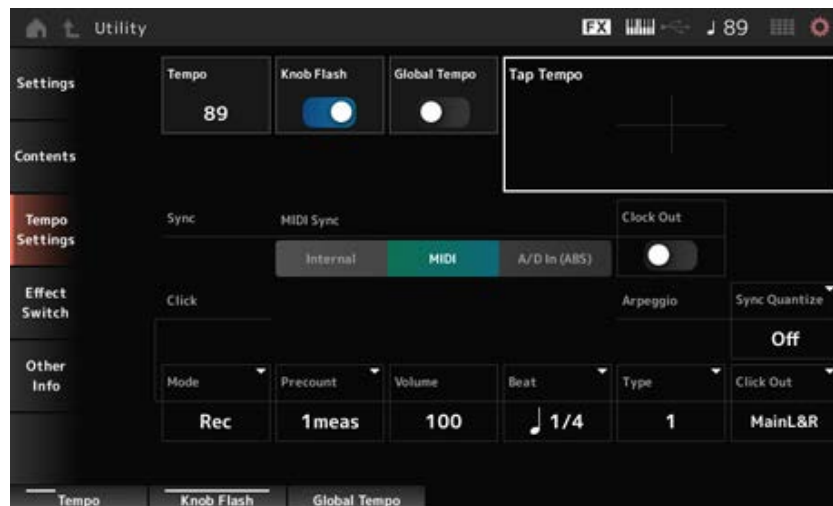 Utility
FX
♩ 89
Settings
Contents
Tempo
Settings
Effect
Switch
Other
Info
Tempo
89
Knob Flash
Global Tempo
Tap Tempo
Sync
MIDI Sync
Clock Out
Internal
MIDI
A/D In (ABS)
Click
Arpeggio
Sync Quantize
Off
Mode
Precount
Volume
Beat
Type
Click Out
Rec
1meas
100
♩ 1/4
1
MainL&R
Tempo
Knob Flash
Global Tempo